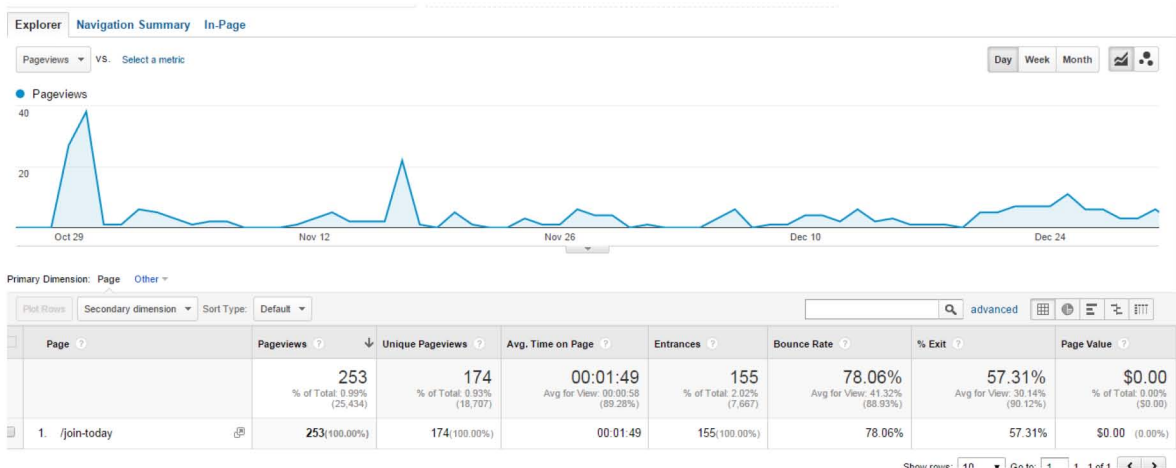 Explorer Navigation Summary In-Page
Pageviews VS. Select a metric Day Week Month
Pageviews
40
20
Oct 29 Nov 12 Nov 26 Dec 10 Dec 24
Primary Dimension: Page Other
Plot Rows Secondary dimension Sort Type: Default advanced
Page Pageviews Unique Pageviews Avg. Time on Page Entrances Bounce Rate % Exit Page Value
253 174 00:01:49 155 78.06% 57.31% $0.00
% of Total: 0.99% % of Total: 0.93% Avg for View: 00:00:58 % of Total: 2.02% Avg for View: 41.32% Avg for View: 30.14% % of Total: 0.00%
(25,434) (18,707) (89.28%) (7,667) (88.93%) (90.12%) ($0.00)
1. /join-today 253(100.00%) 174(100.00%) 00:01:49 155(100.00%) 78.06% 57.31% $0.00 (0.00%)
Show rows: 10 Go to: 1 1 - 1 of 1